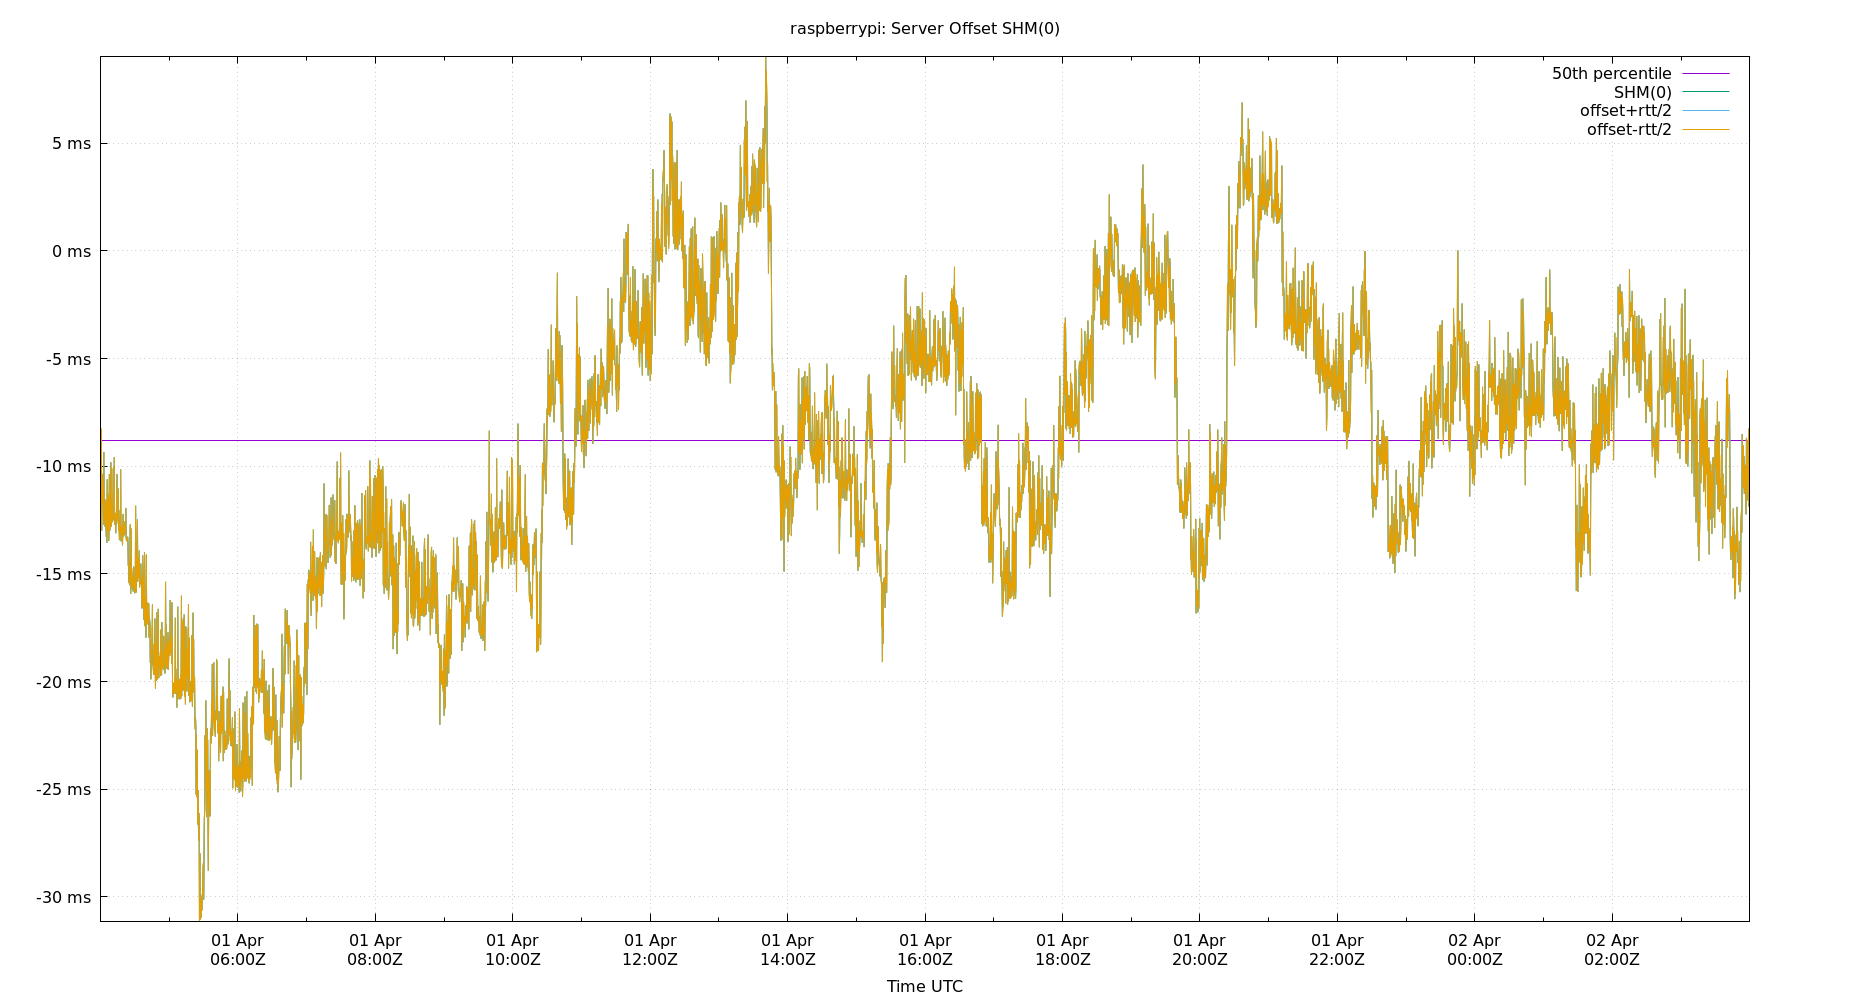 raspberrypi: Server Offset SHM(0)
50th percentile
SHM(0)
offset+rtt/2
offset-rtt/2
5 ms
0 ms
-5 ms
-10 ms
-15 ms
-20 ms
-25 ms
-30 ms
01 Apr 01 Apr 01 Apr 01 Apr 01 Apr 01 Apr 01 Apr 01 Apr 01 Apr 02 Apr 02 Apr
06:00Z 08:00Z 10:00Z 12:00Z 14:00Z 16:00Z 18:00Z 20:00Z 22:00Z 00:00Z 02:00Z
Time UTC